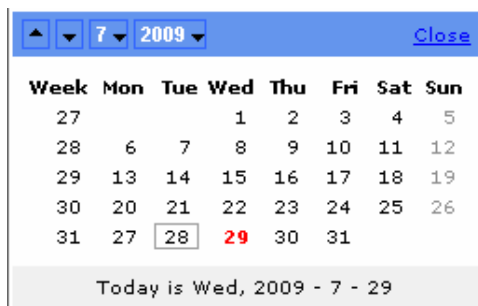 7 2009 Close
Week Mon Tue Wed Thu Fri Sat Sun
27 1 2 3 4 5
28 6 7 8 9 10 11 12
29 13 14 15 16 17 18 19
30 20 21 22 23 24 25 26
31 27 28 29 30 31
Today is Wed, 2009 - 7 - 29